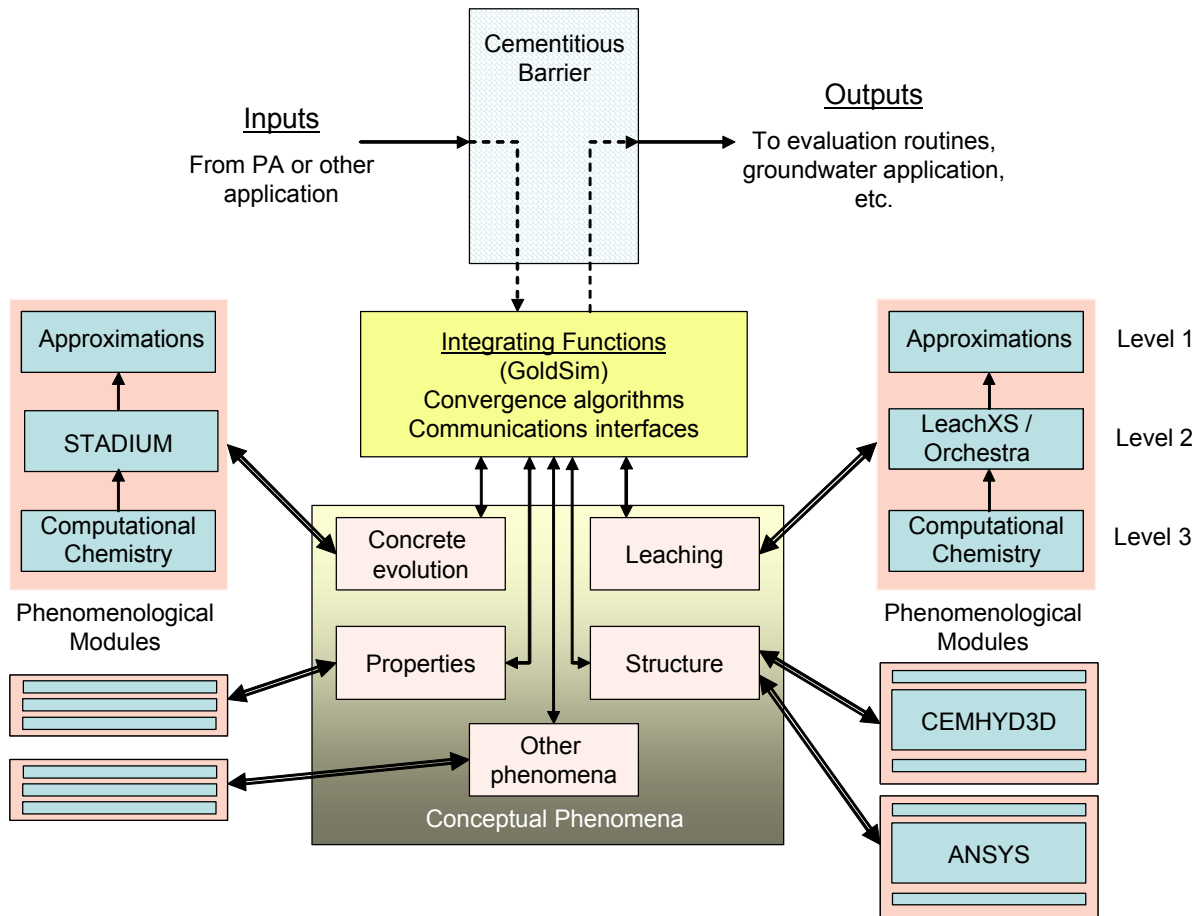 Cementitious
Barrier
Inputs
From PA or other
application
Outputs
To evaluation routines,
groundwater application,
etc.
Integrating Functions
(GoldSim)
Convergence algorithms
Communications interfaces
Approximations
STADIUM
Computational
Chemistry
Phenomenological
Modules
Approximations
Level 1
LeachXS /
Orchestra
Level 2
Computational
Chemistry
Level 3
Phenomenological
Modules
Concrete
evolution
Leaching
Properties
Structure
Other
phenomena
Conceptual Phenomena
CEMHYD3D
ANSYS